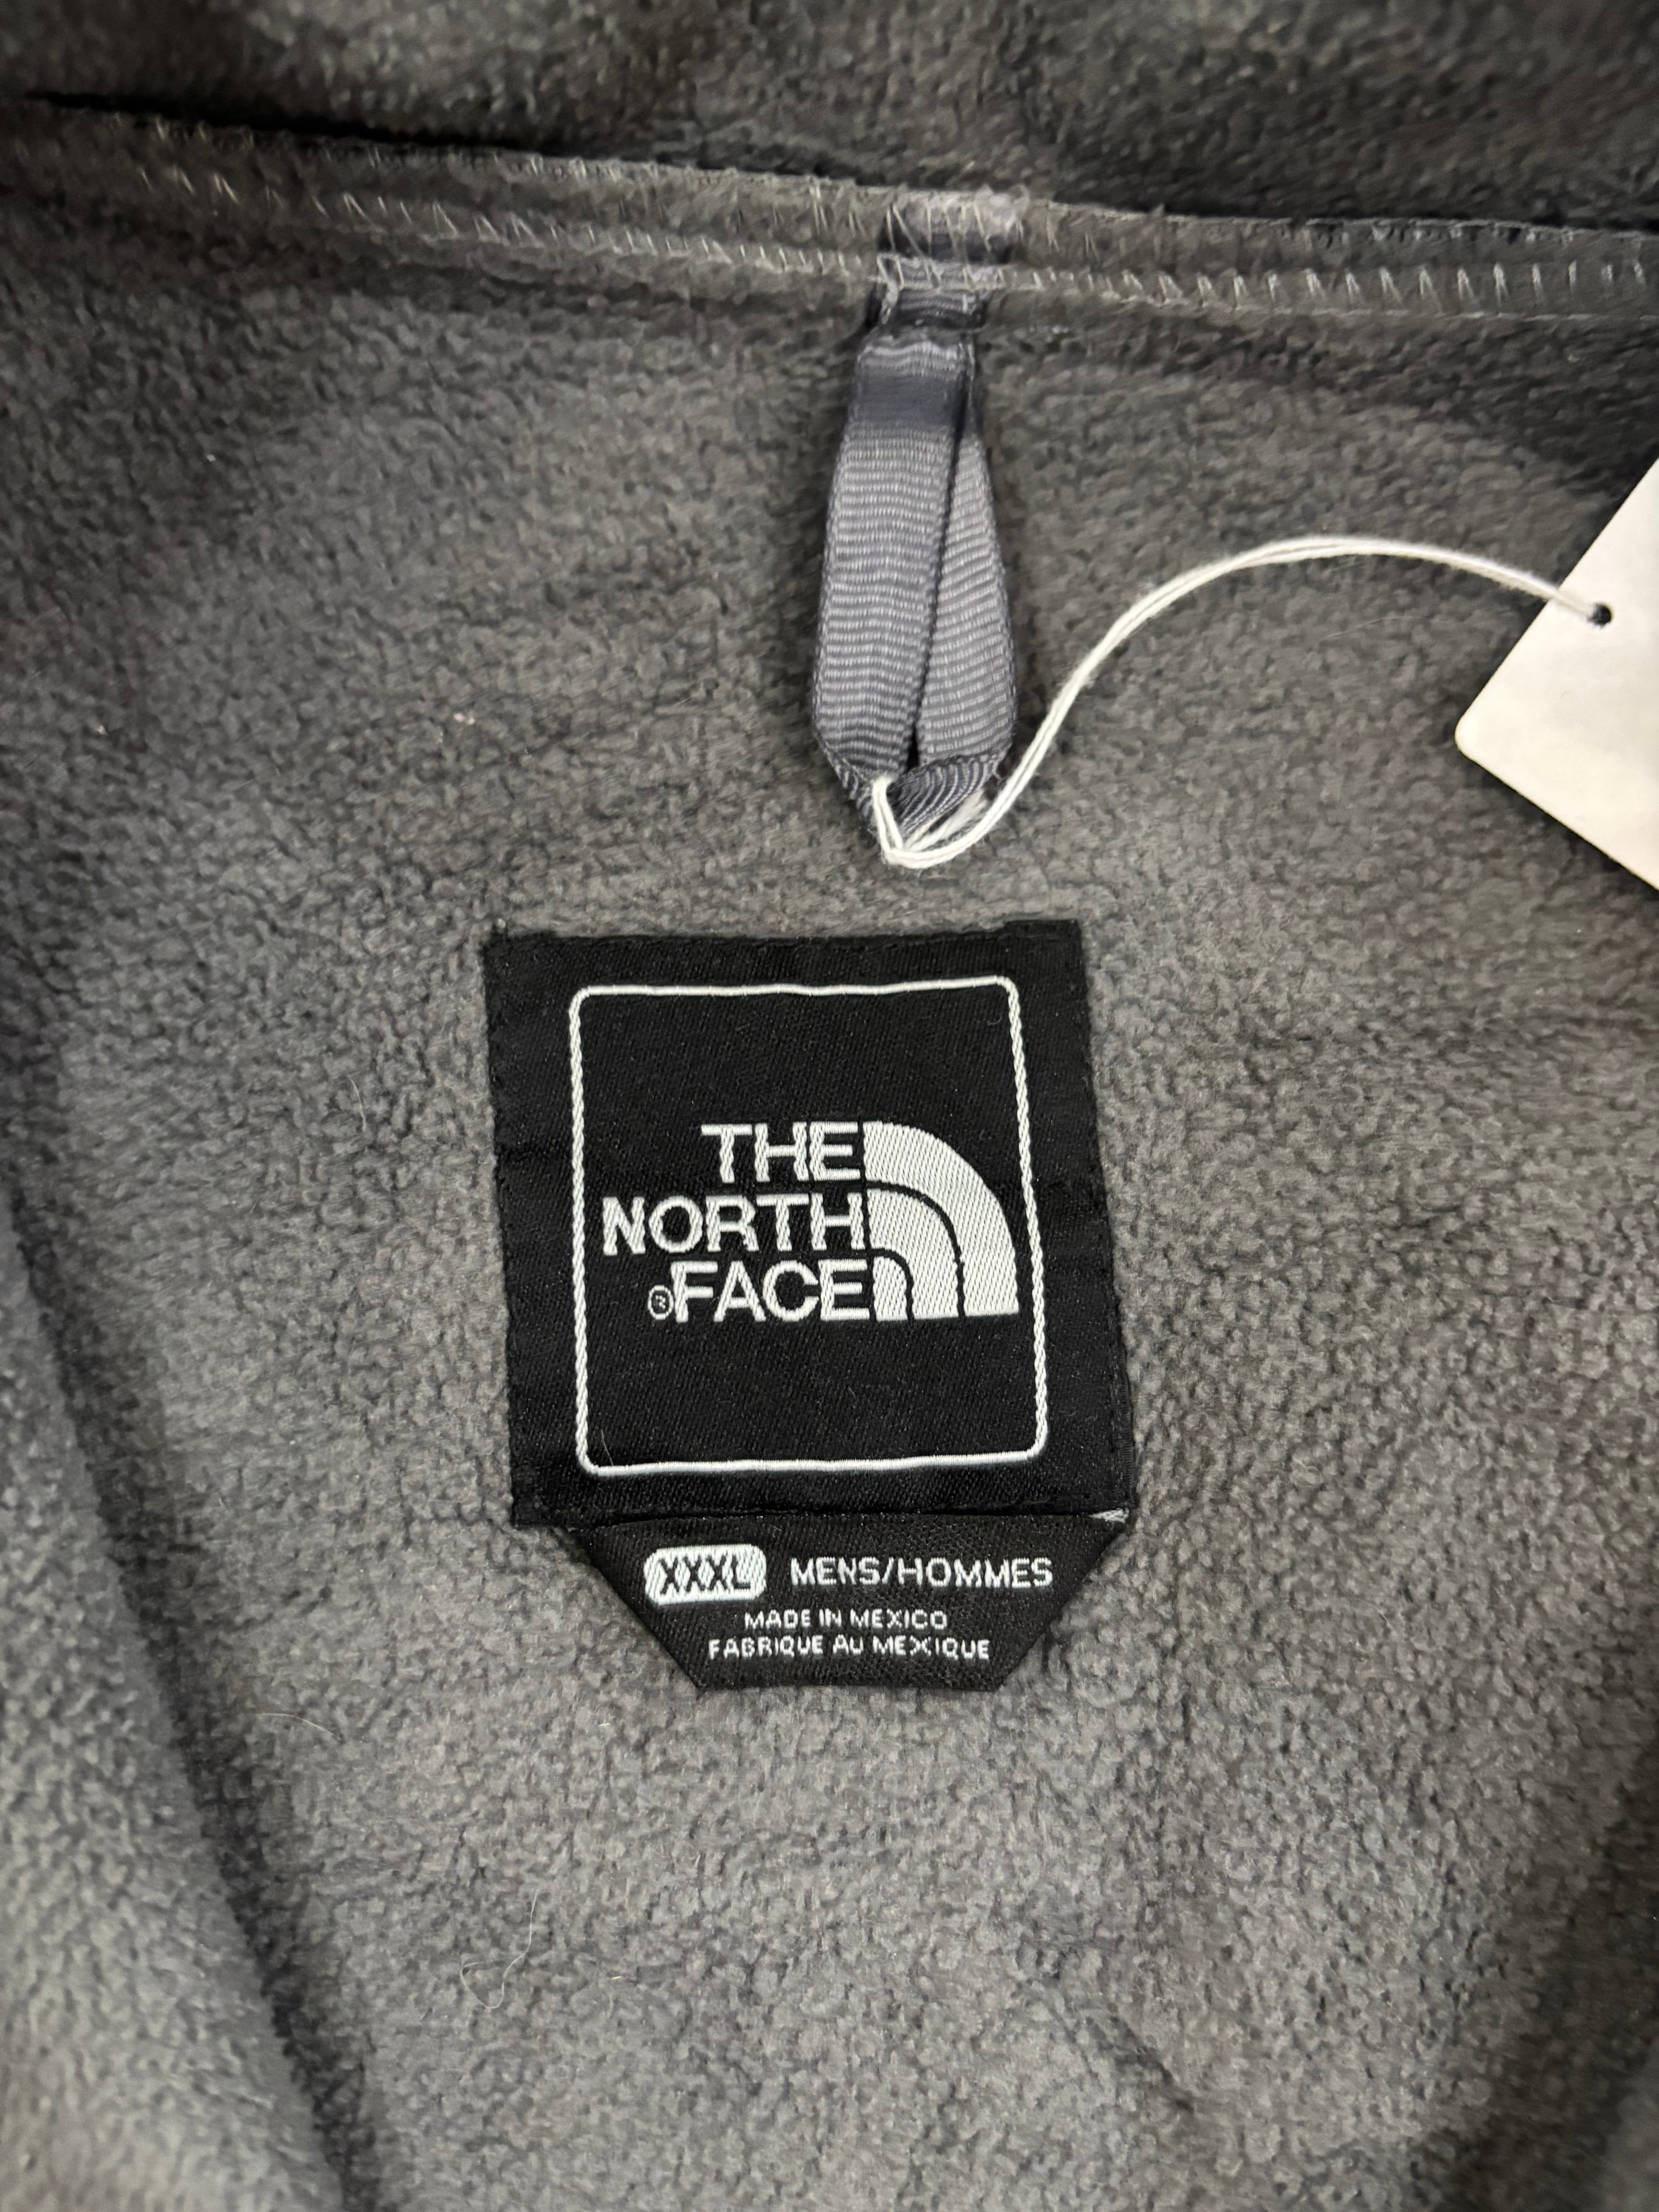 THE
NORTH
®FACE
XXXL MENS/HOMMES
MADE IN MEXICO
FABRIQUE AU MEXIQUE